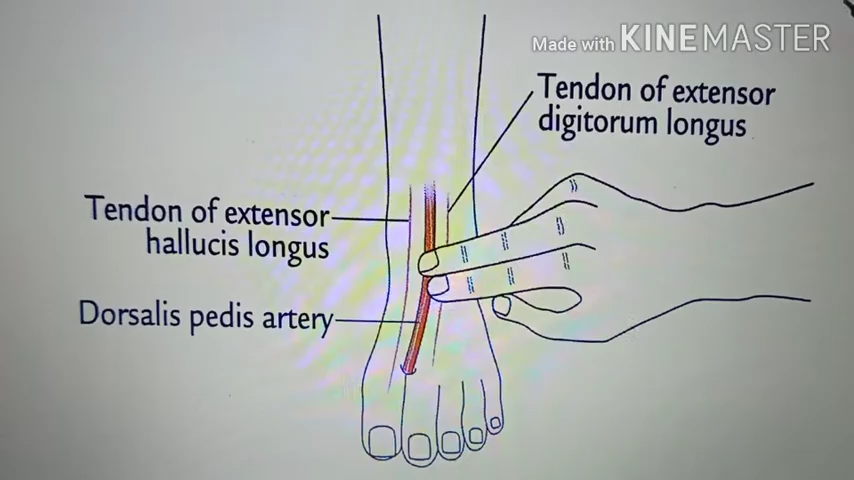 Made with KINEMASTER
Tendon of extensor
digitorum longus
Tendon of extensor
hallucis longus
Dorsalis pedis artery